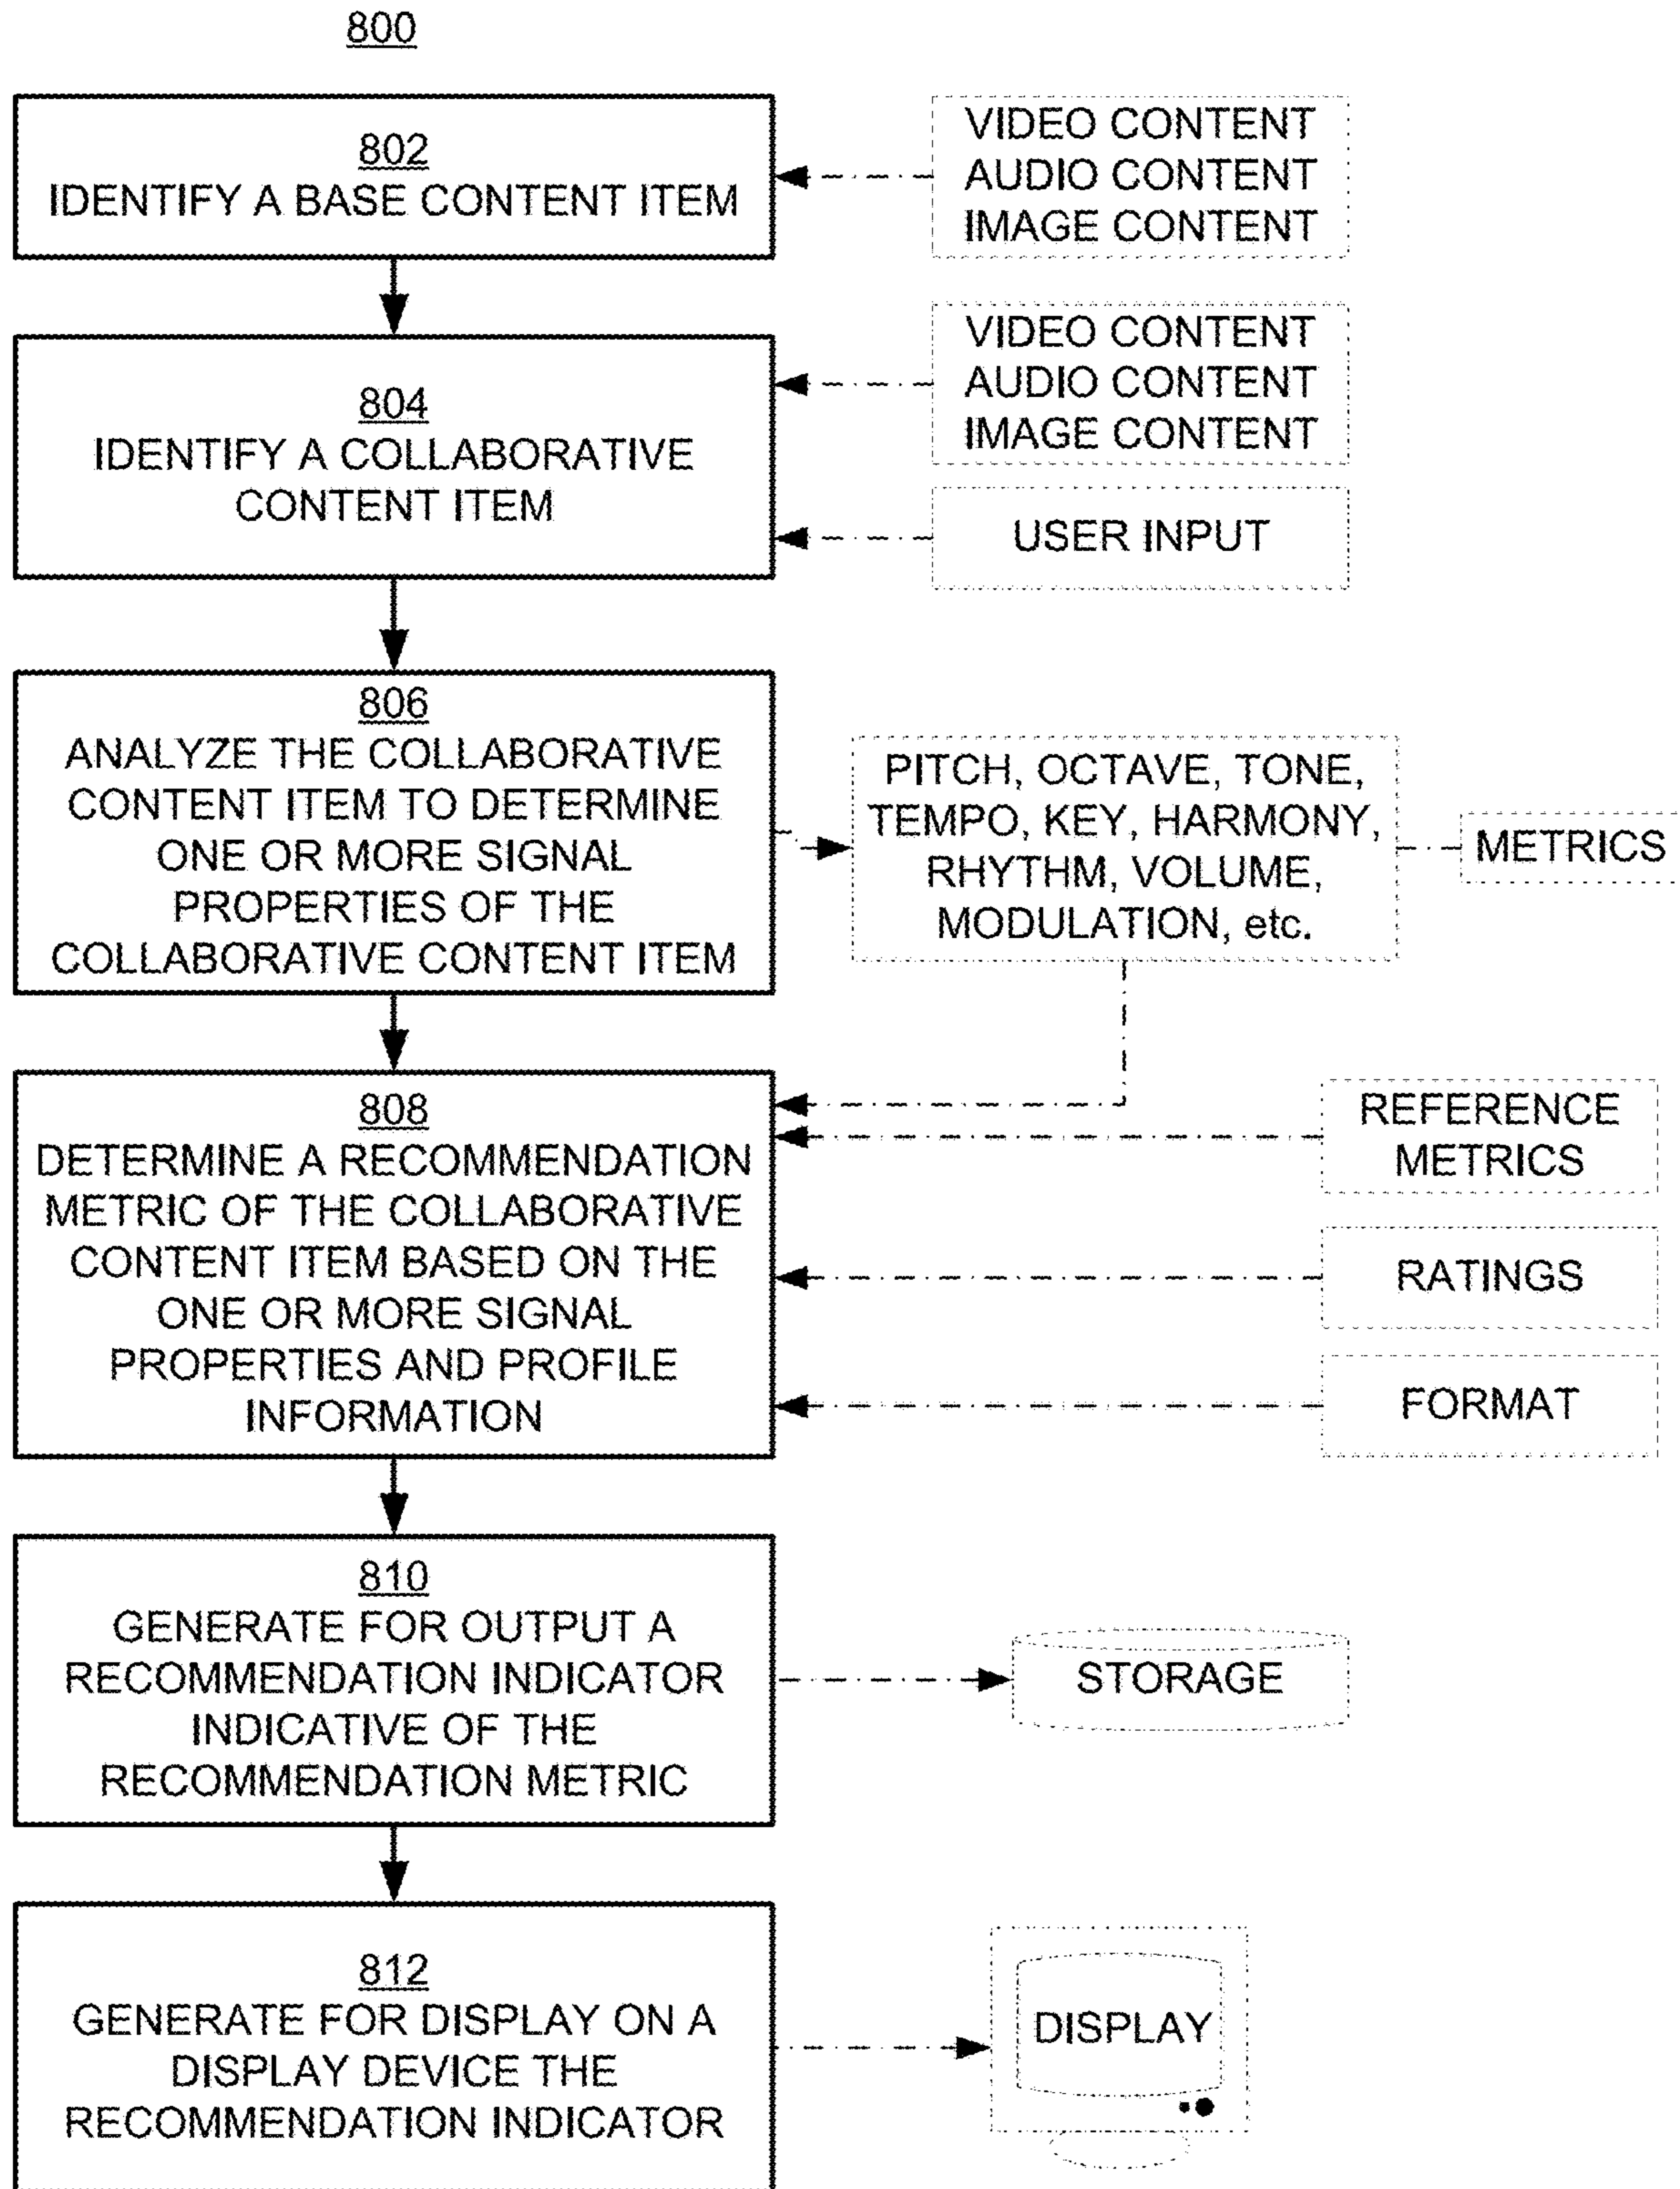 800
802
IDENTIFY A BASE CONTENT ITEM
VIDEO CONTENT
AUDIO CONTENT
IMAGE CONTENT
804
IDENTIFY A COLLABORATIVE
CONTENT ITEM
VIDEO CONTENT
AUDIO CONTENT
IMAGE CONTENT
USER INPUT
806
ANALYZE THE COLLABORATIVE
CONTENT ITEM TO DETERMINE
ONE OR MORE SIGNAL
PROPERTIES OF THE
COLLABORATIVE CONTENT ITEM
PITCH, OCTAVE, TONE,
TEMPO, KEY, HARMONY,
RHYTHM, VOLUME,
MODULATION, etc.
METRICS
808
DETERMINE A RECOMMENDATION
METRIC OF THE COLLABORATIVE
CONTENT ITEM BASED ON THE
ONE OR MORE SIGNAL
PROPERTIES AND PROFILE
INFORMATION
REFERENCE
METRICS
RATINGS
FORMAT
810
GENERATE FOR OUTPUT A
RECOMMENDATION INDICATOR
INDICATIVE OF THE
RECOMMENDATION METRIC
STORAGE
812
GENERATE FOR DISPLAY ON A
DISPLAY DEVICE THE
RECOMMENDATION INDICATOR
DISPLAY